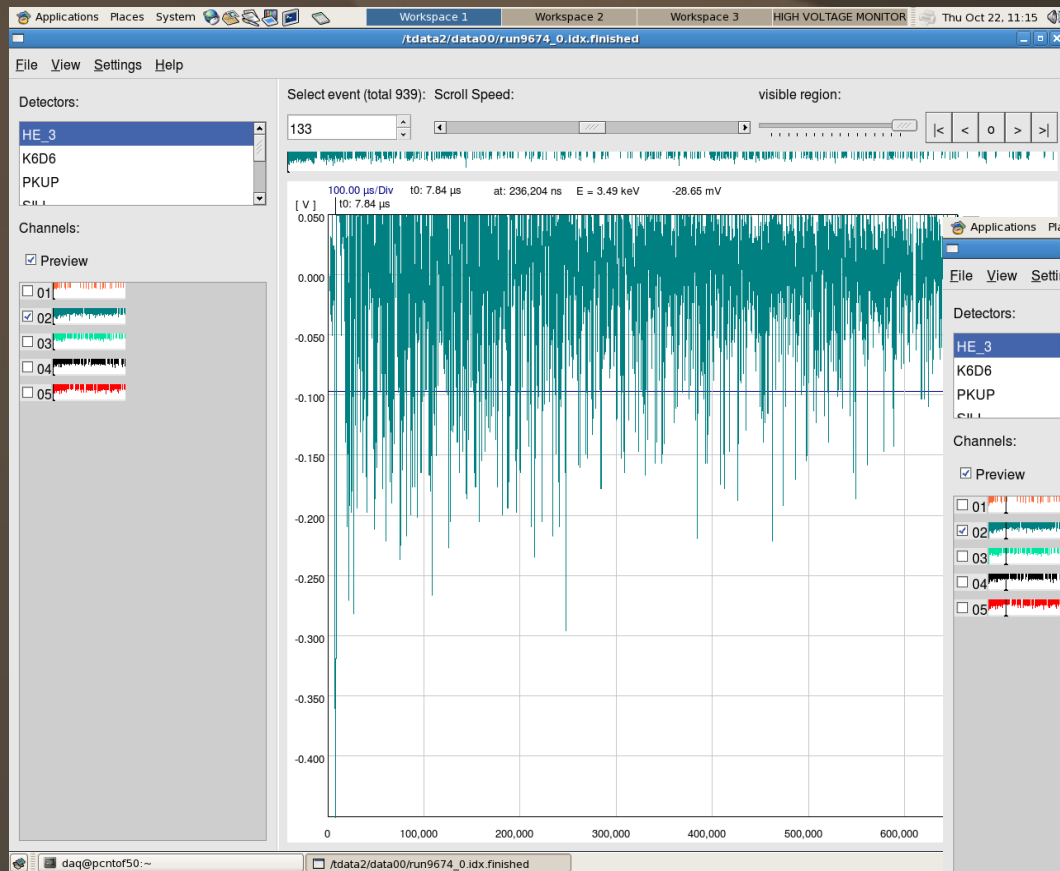 Applications Places System Workspace 1 Workspace 2 Workspace 3 HIGH VOLTAGE MONITOR Thu Oct 22, 11:15
/tdata2/data00/run9674_0.idx.finished
File View Settings Help
Detectors:
HE_3
K6D6
PKUP
Channels:
Preview
01
02
03
04
05
Select event (total 939): Scroll Speed: visible region:
133
|< < o > >|
100.00 µs/Div t0: 7.84 µs at: 236,204 ns E = 3.49 keV -28.65 mV
[ V ] t0: 7.84 µs
0.050
0.000
-0.050
-0.100
-0.150
-0.200
-0.250
-0.300
-0.350
-0.400
0 100,000 200,000 300,000 400,000 500,000 600,000
Applications
File View
Detectors:
HE_3
K6D6
PKUP
Channels:
Preview
01
02
03
04
05
daq@pcntof50:~ /tdata2/data00/run9674_0.idx.finished